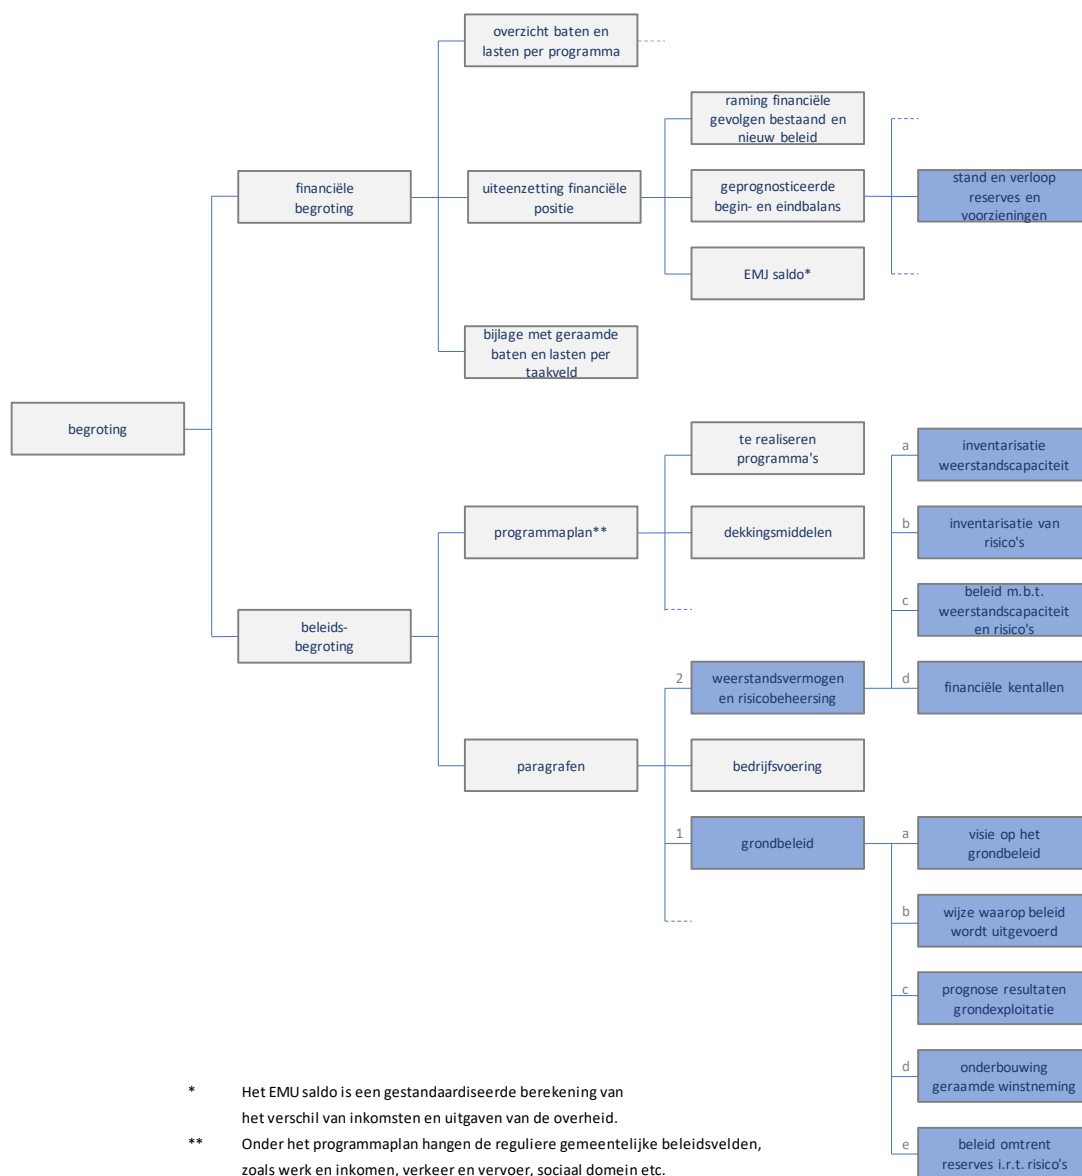 overzicht baten en
lasten per programma
raming financiële
gevolgen bestaand en
nieuw beleid
financiële
begroting
uiteenzetting financiële
positie
geprognosticeerde
begin- en eindbalans
stand en verloop
reserves en
voorzieningen
EMJ saldo*
bijlage met geraamde
baten en lasten per
taakveld
begroting
te realiseren
programma's
a
inventarisatie
weerstandscapaciteit
programmaplan**
dekkingsmiddelen
b
inventarisatie van
risico's
beleids-
begroting
c
beleid m.b.t.
weerstandscapaciteit
en risico's
2
weerstandsvermogen
en risicobeheersing
d
financiële kentallen
paragrafen
bedrijfsvoering
1
grondbeleid
a
visie op het
grondbeleid
b
wijze waarop beleid
wordt uitgevoerd
c
prognose resultaten
grondexploitatie
d
onderbouwing
geraamde winstneming
e
beleid omtrent
reserves i.r.t. risico's
* Het EMU saldo is een gestandaardiseerde berekening van
het verschil van inkomsten en uitgaven van de overheid.
** Onder het programmaplan hangen de reguliere gemeentelijke beleidsvelden,
zoals werk en inkomen, verkeer en vervoer, sociaal domein etc.